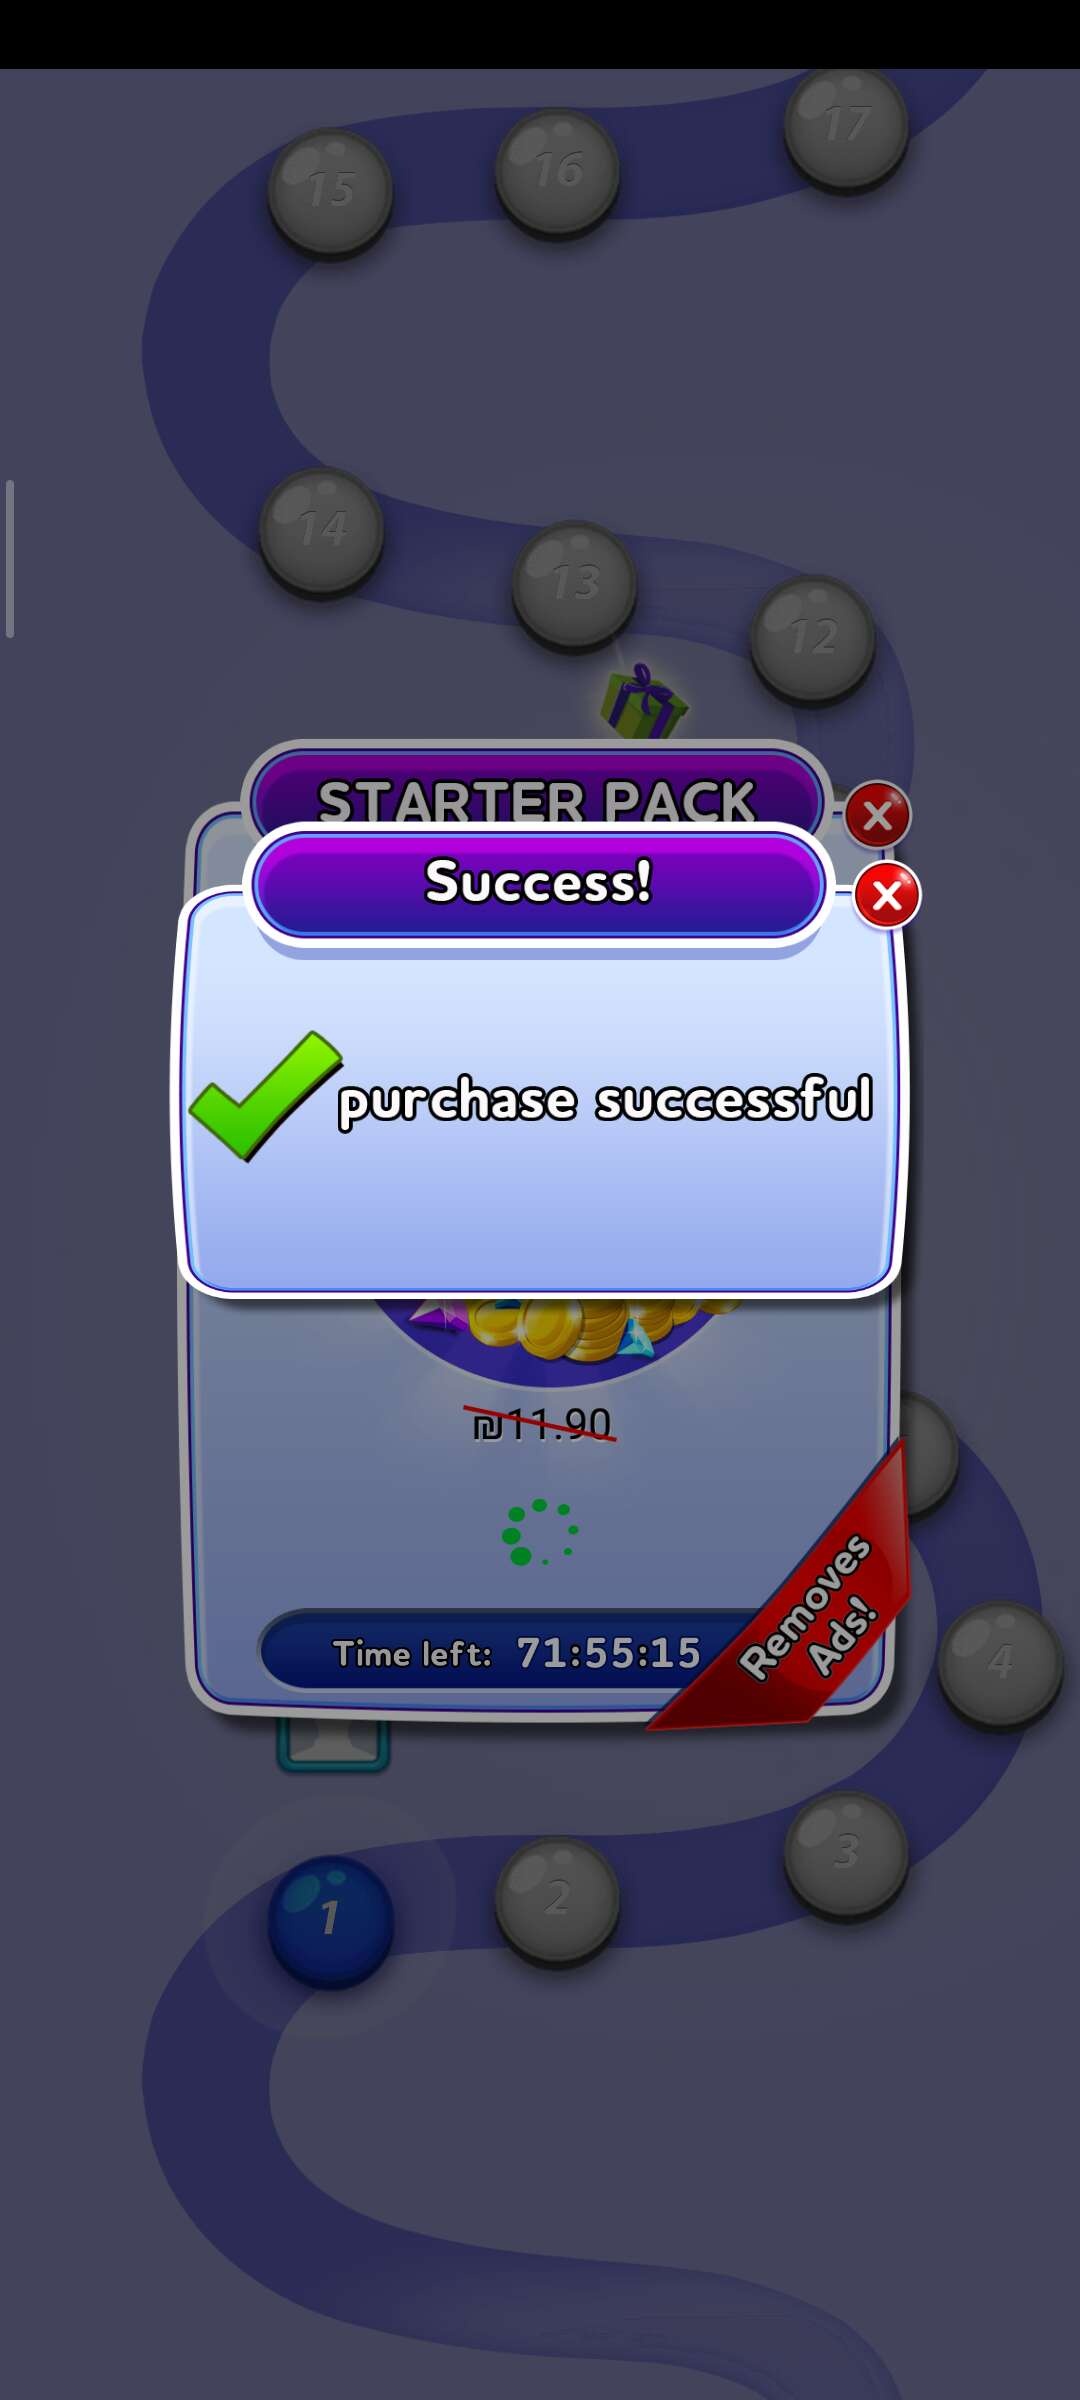 17
16
15
14
13
12
STARTER PACK
Success!
purchase successful
₪11.90
Removes
Ads!
Time left: 71:55:15
4
3
2
1